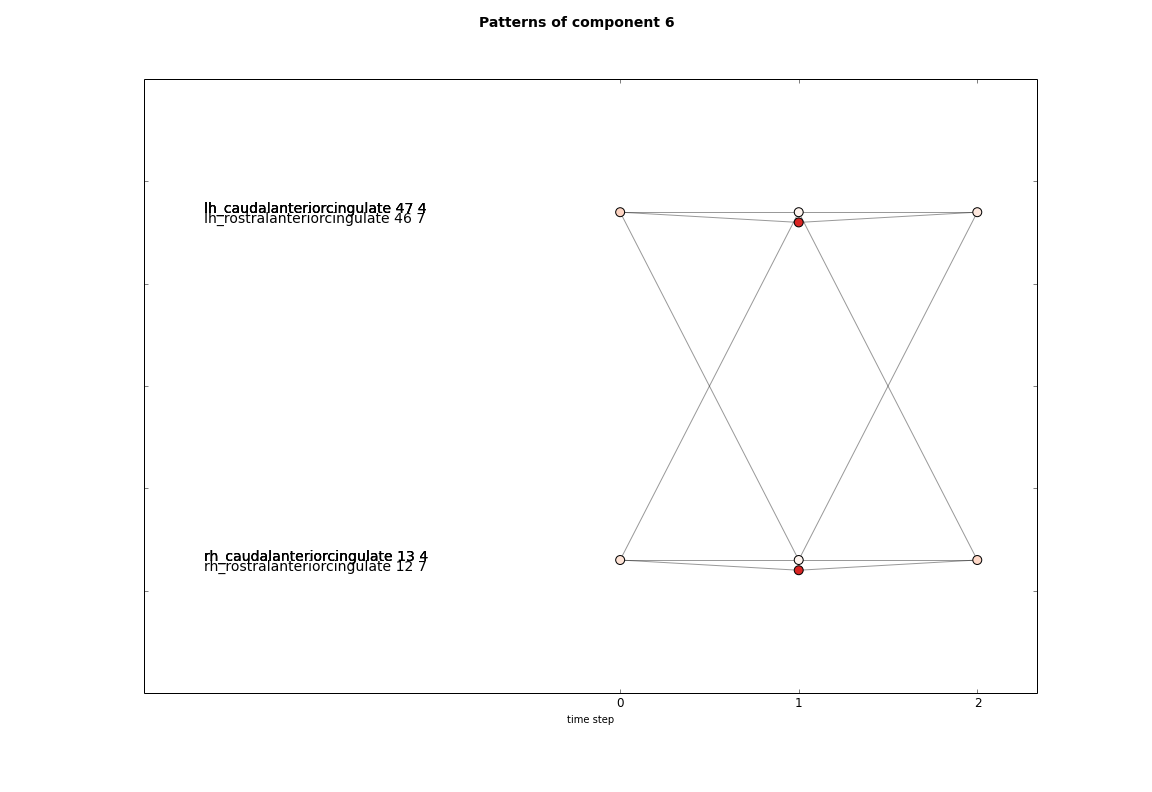 Patterns of component 6
lh_caudalanteriorcingulate 47 4
lh_rostralanteriorcingulate 46 7
rh_caudalanteriorcingulate 13 4
rh_rostralanteriorcingulate 12 7
0 1 2
time step